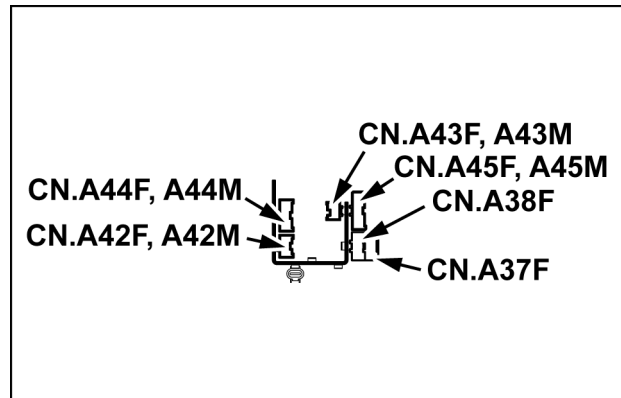 CN.A43F, A43M
CN.A45F, A45M
CN.A44F, A44M
CN.A38F
CN.A42F, A42M
CN.A37F